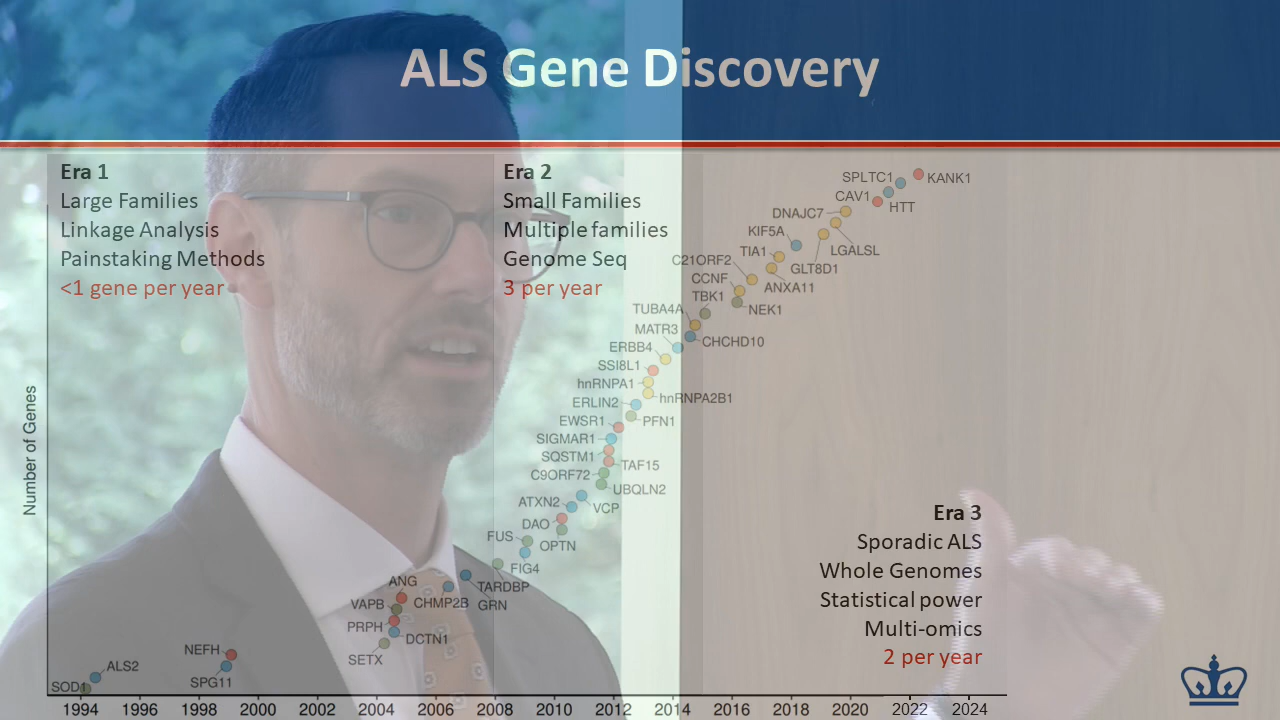 ALS Gene Discovery
Era 1
Large Families
Linkage Analysis
Painstaking Methods
<1 gene per year
Era 2
Small Families
Multiple families
Genome Seq
3 per year
SPLTC1
KANK1
CAV1
HTT
DNAJC7
LGALSL
KIF5A
GLT8D1
TIA1
ANXA11
C21ORF2
CCNF
NEK1
TBK1
TUBA4A
CHCHD10
MATR3
ERBB4
SSI8L1
hnRNPA1
hnRNPA2B1
ERLIN2
PFN1
EWSR1
SIGMAR1
SQSTM1
TAF15
C9ORF72
UBQLN2
ATXN2
VCP
DAO
OPTN
FUS
FIG4
TARDBP
GRN
CHMP2B
ANG
VAPB
PRPH
DCTN1
SETX
NEFH
SPG11
ALS2
SOD1
Number of Genes
Era 3
Sporadic ALS
Whole Genomes
Statistical power
Multi-omics
2 per year
1994 1996 1998 2000 2002 2004 2006 2008 2010 2012 2014 2016 2018 2020 2022 2024